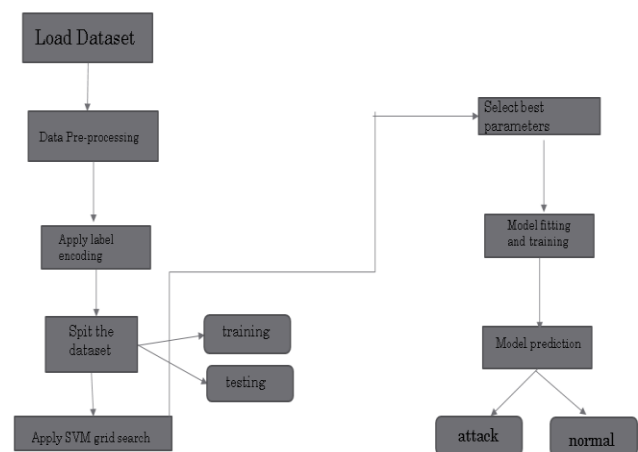 Load Dataset
Data Pre-processing
Apply label
encoding
Spit the
dataset
training
testing
Apply SVM grid search
Select best
parameters
Model fitting
and training
Model prediction
attack
normal